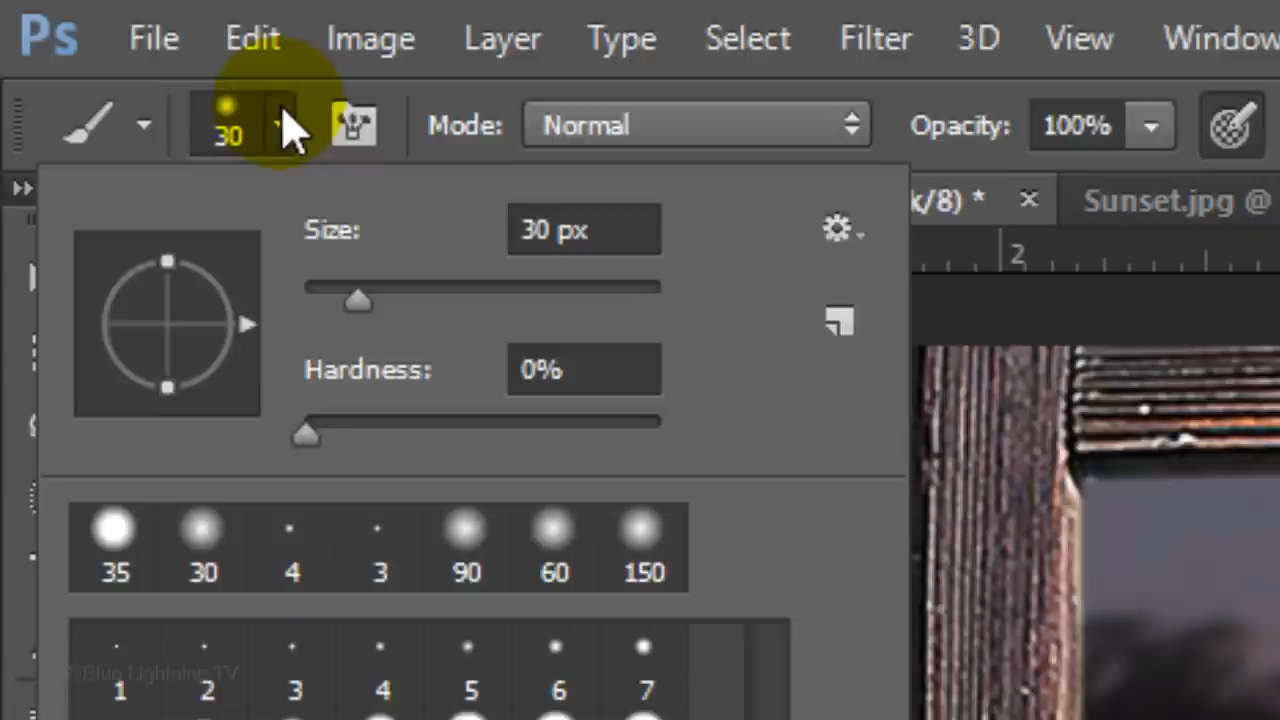 Ps File Edit Image Layer Type Select Filter 3D View Window
30 Mode: Normal Opacity: 100%
k/8) * × Sunset.jpg @
2
Size: 30 px
Hardness: 0%
35 30 4 3 90 60 150
1 2 3 4 5 6 7
©Blue Lightning TV